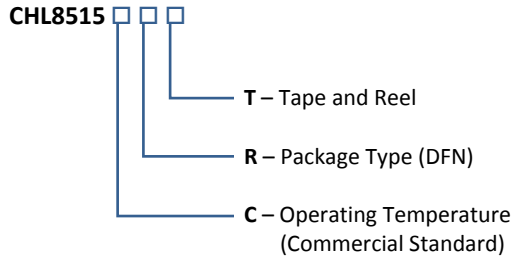 CHL8515 □ □ □
T – Tape and Reel
R – Package Type (DFN)
C – Operating Temperature
(Commercial Standard)